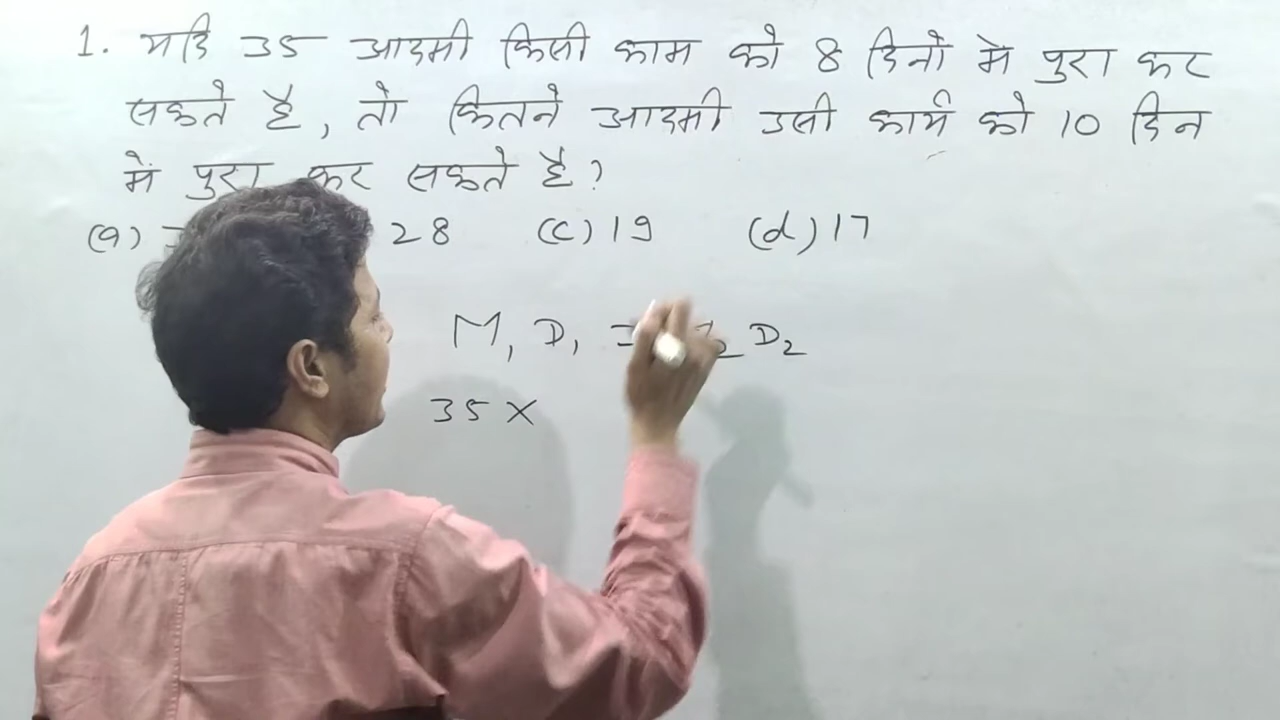 1. यदि 35 आदमी किसी काम को 8 दिनो मे पुरा कर
सकते है, तो कितने आदमी उसी कार्य को 10 दिन
में पुरा कर सकते है?
(a) 28 (c) 19 (d) 17
M₁ D₁ = ₂ D₂
35 ×